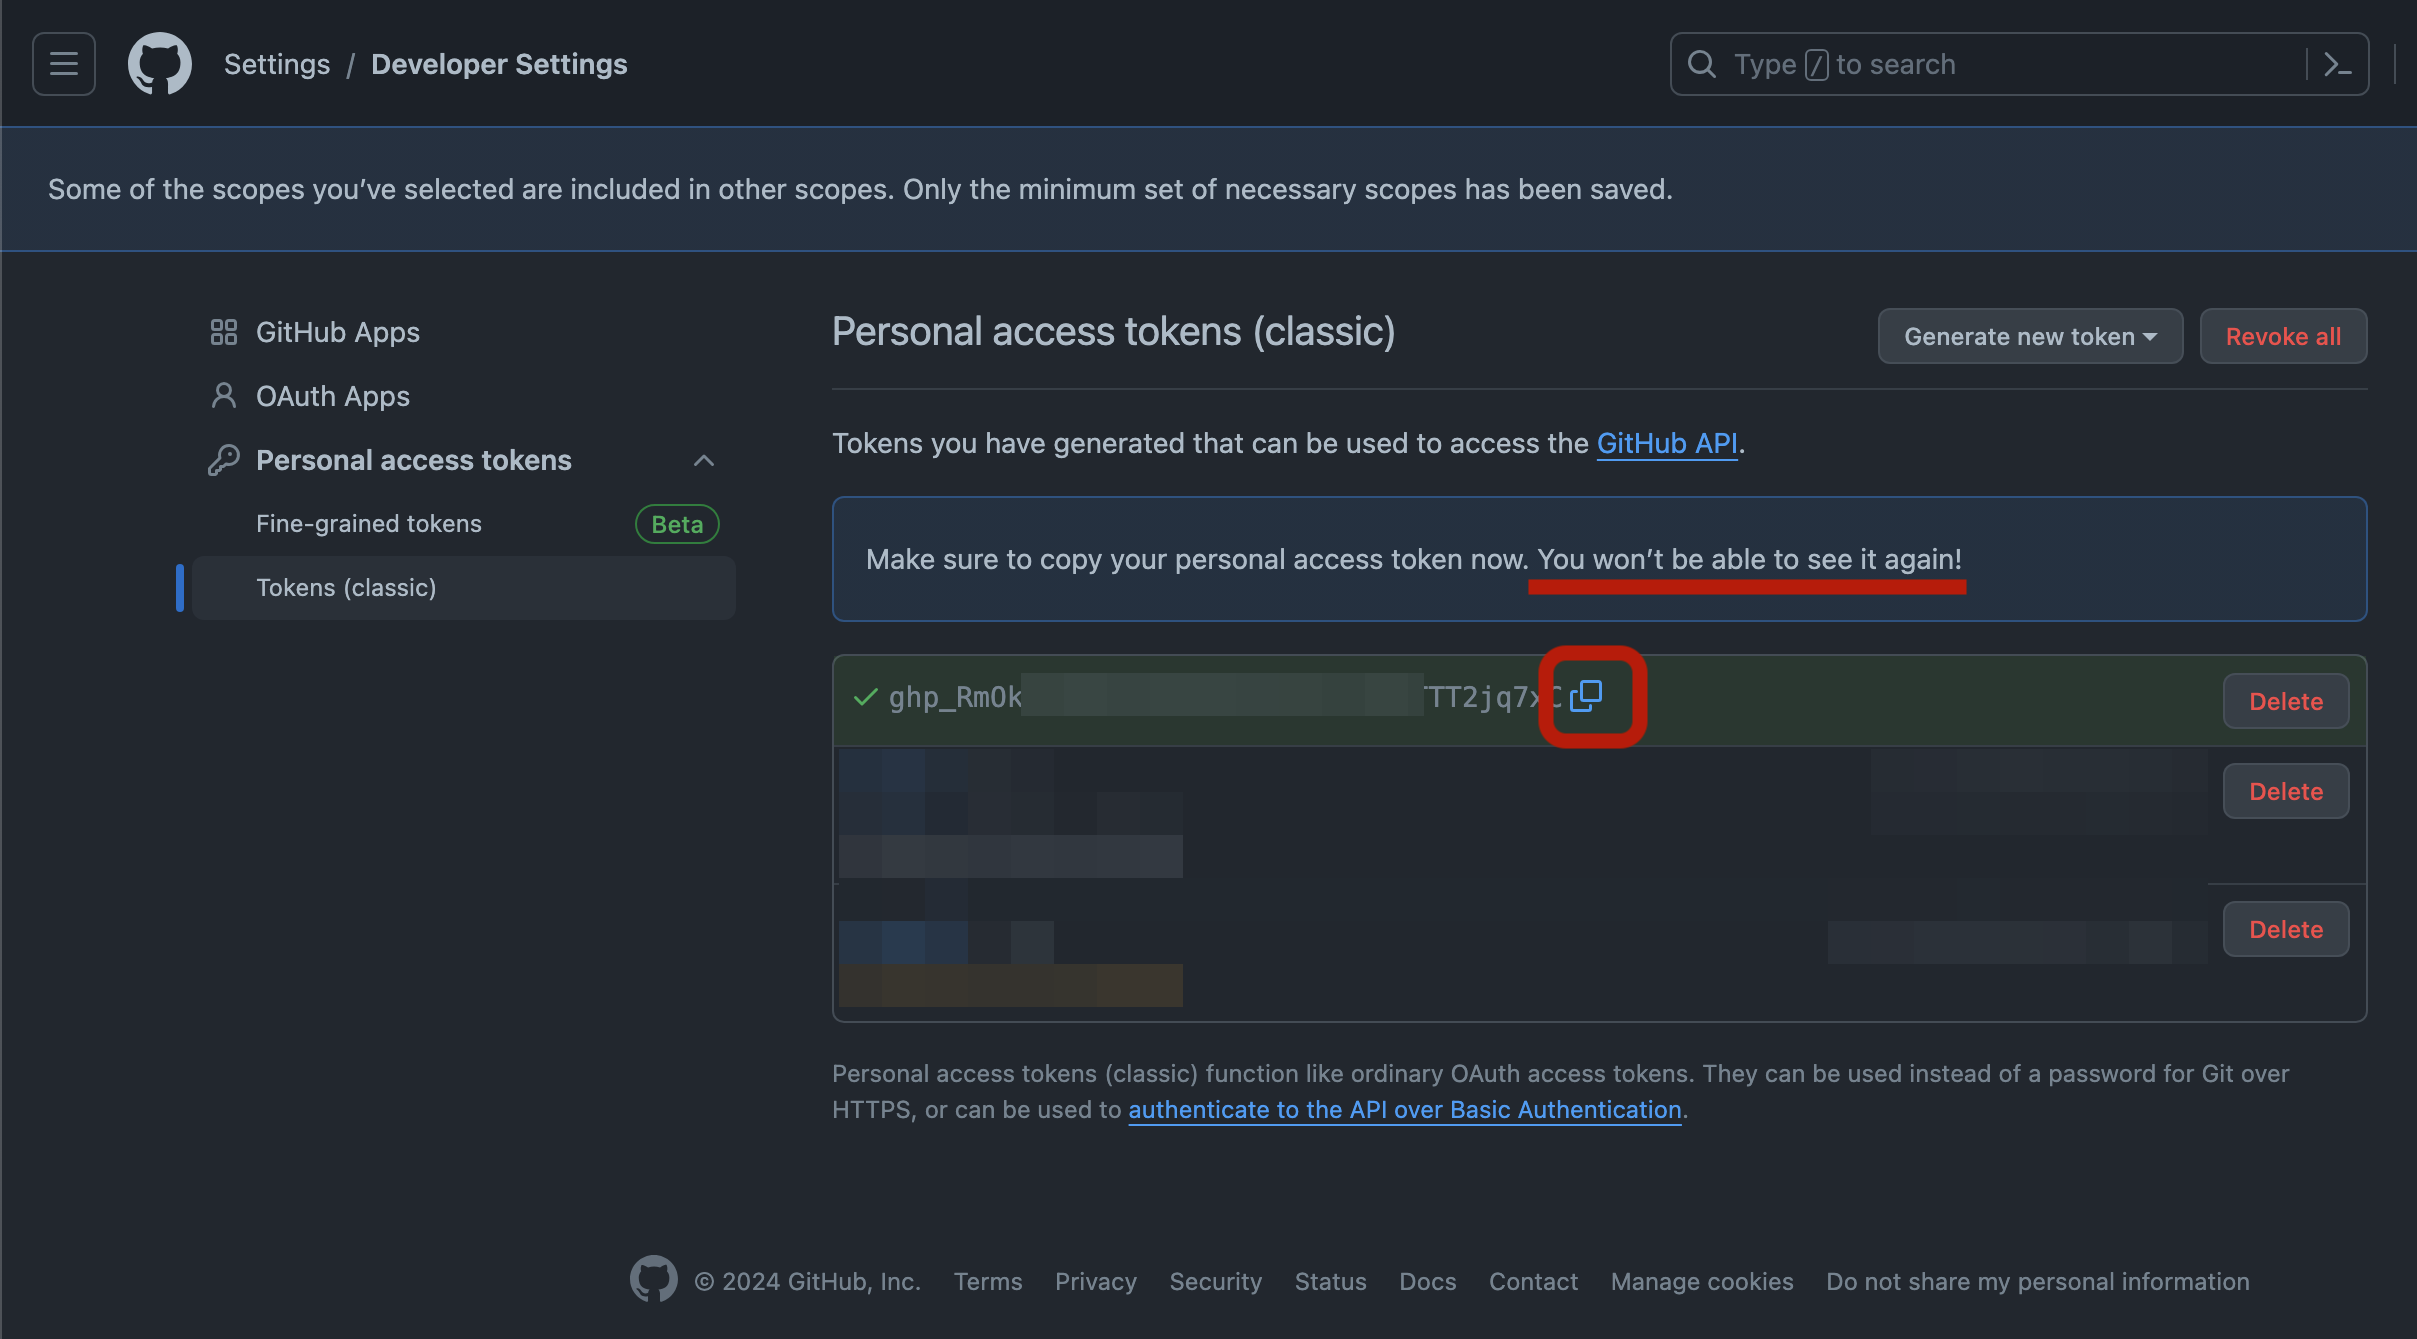 Settings / Developer Settings
Type / to search
Some of the scopes you’ve selected are included in other scopes. Only the minimum set of necessary scopes has been saved.
GitHub Apps
OAuth Apps
Personal access tokens
Fine-grained tokens Beta
Tokens (classic)
Personal access tokens (classic)
Generate new token Revoke all
Tokens you have generated that can be used to access the GitHub API.
Make sure to copy your personal access token now. You won’t be able to see it again!
ghp_RmOk TT2jq7xC Delete
Delete
Delete
Personal access tokens (classic) function like ordinary OAuth access tokens. They can be used instead of a password for Git over
HTTPS, or can be used to authenticate to the API over Basic Authentication.
© 2024 GitHub, Inc. Terms Privacy Security Status Docs Contact Manage cookies Do not share my personal information